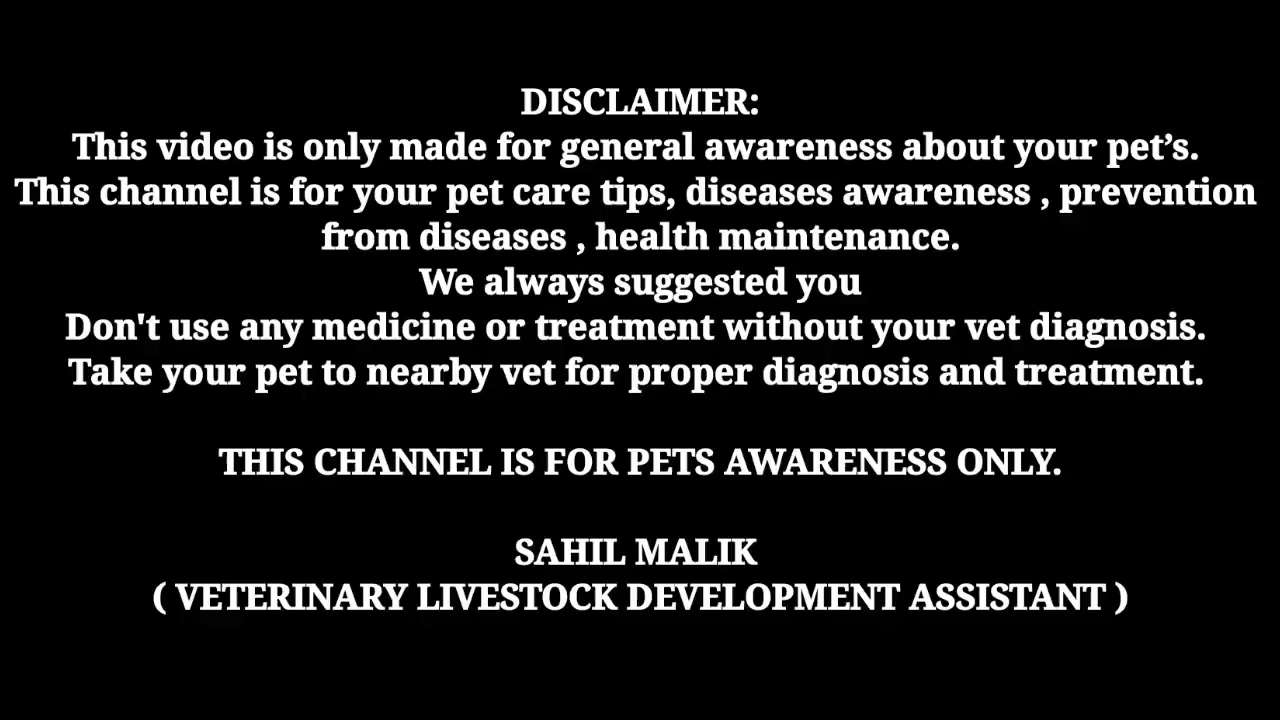 DISCLAIMER:
This video is only made for general awareness about your pet’s.
This channel is for your pet care tips, diseases awareness , prevention
from diseases , health maintenance.
We always suggested you
Don't use any medicine or treatment without your vet diagnosis.
Take your pet to nearby vet for proper diagnosis and treatment.
THIS CHANNEL IS FOR PETS AWARENESS ONLY.
SAHIL MALIK
( VETERINARY LIVESTOCK DEVELOPMENT ASSISTANT )